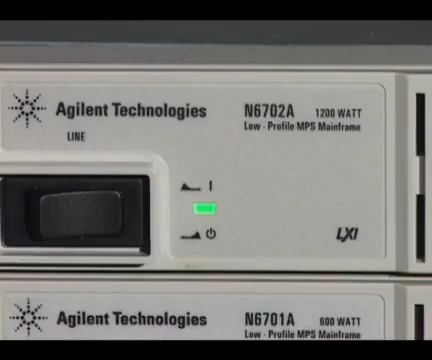 Agilent Technologies
N6702A 1200 WATT
Low-Profile MPS Mainframe
LINE
LXI
Agilent Technologies
N6701A 600 WATT
Low-Profile MPS Mainframe